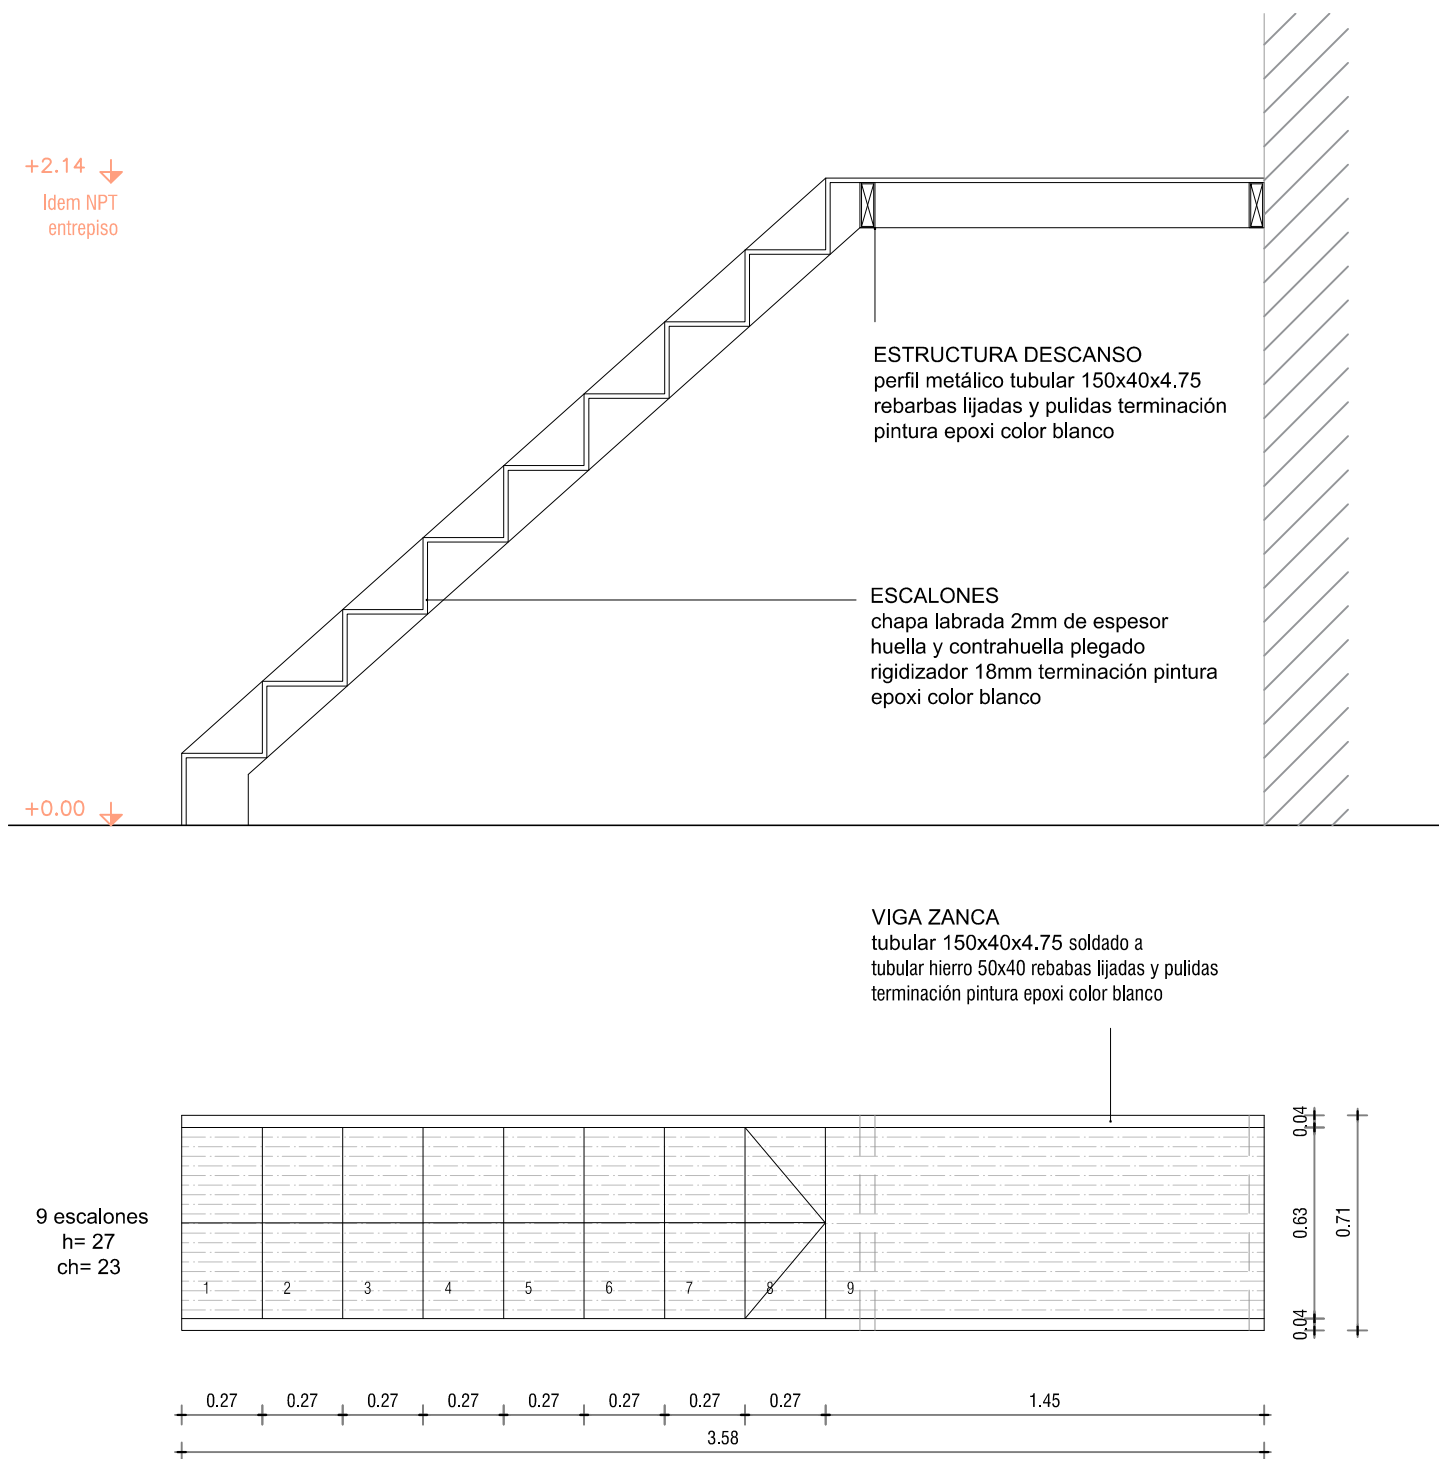 +2.14
Idem NPT
entrepiso
ESTRUCTURA DESCANSO
perfil metálico tubular 150x40x4.75
rebarbas lijadas y pulidas terminación
pintura epoxi color blanco
ESCALONES
chapa labrada 2mm de espesor
huella y contrahuella plegado
rigidizador 18mm terminación pintura
epoxi color blanco
+0.00
VIGA ZANCA
tubular 150x40x4.75 soldado a
tubular hierro 50x40 rebabas lijadas y pulidas
terminación pintura epoxi color blanco
9 escalones
h= 27
ch= 23
1 2 3 4 5 6 7 8 9
0.04
0.63
0.71
0.04
0.27 0.27 0.27 0.27 0.27 0.27 0.27 0.27 1.45
3.58